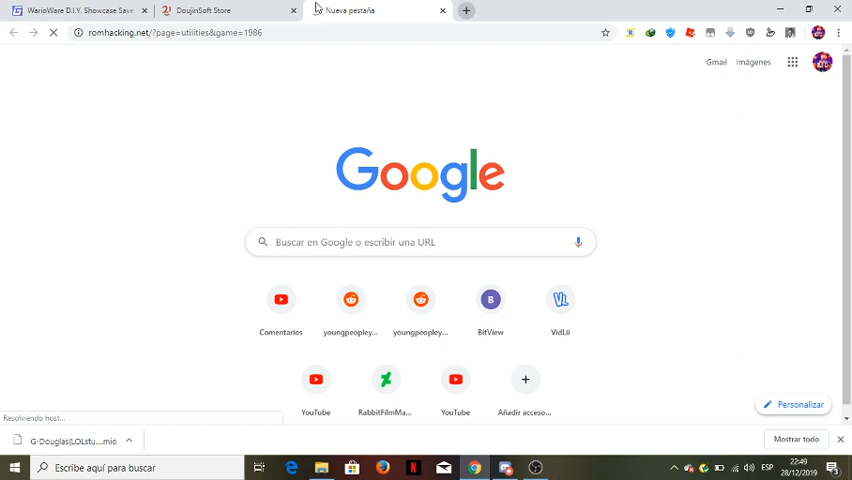 WarioWare D.I.Y. Showcase Save
DoujinSoft Store
Nueva pestaña
romhacking.net/?page=utilities&game=1986
Gmail Imágenes
Google
Buscar en Google o escribir una URL
Comentarios youngpeopley... youngpeopley... BitView VidLii
YouTube RabbitFilmMa... YouTube Añadir acceso...
Personalizar
Resolviendo host...
G-Douglas(LOLstu....mio
Mostrar todo
Escribe aquí para buscar
ESP
22:49
28/12/2019
3